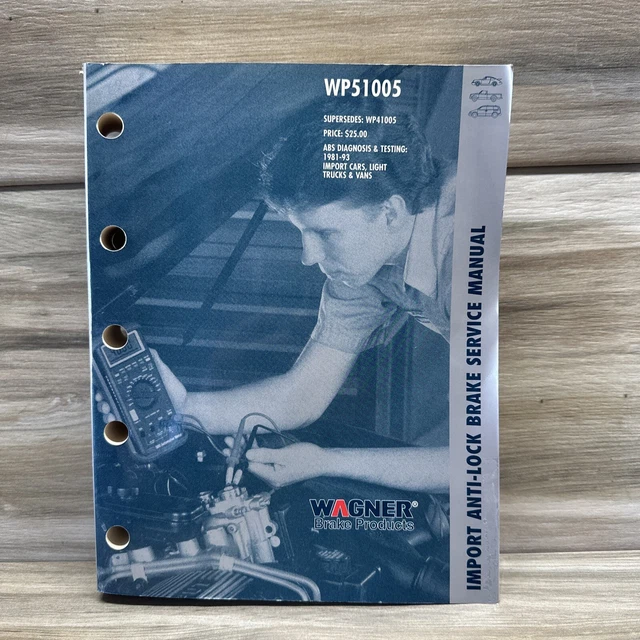 WP51005
SUPERSEDES: WP41005
PRICE: $25.00
ABS DIAGNOSIS & TESTING:
1981-93
IMPORT CARS, LIGHT
TRUCKS & VANS
IMPORT ANTI-LOCK BRAKE SERVICE MANUAL
WAGNER®
Brake Products